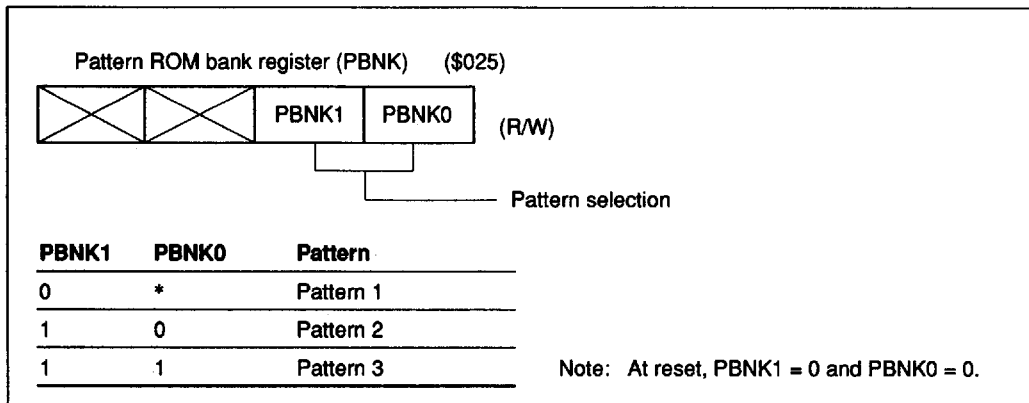 Pattern ROM bank register (PBNK) ($025)
PBNK1 PBNK0 (R/W)
Pattern selection
PBNK1 PBNK0 Pattern
0 * Pattern 1
1 0 Pattern 2
1 1 Pattern 3
Note: At reset, PBNK1 = 0 and PBNK0 = 0.